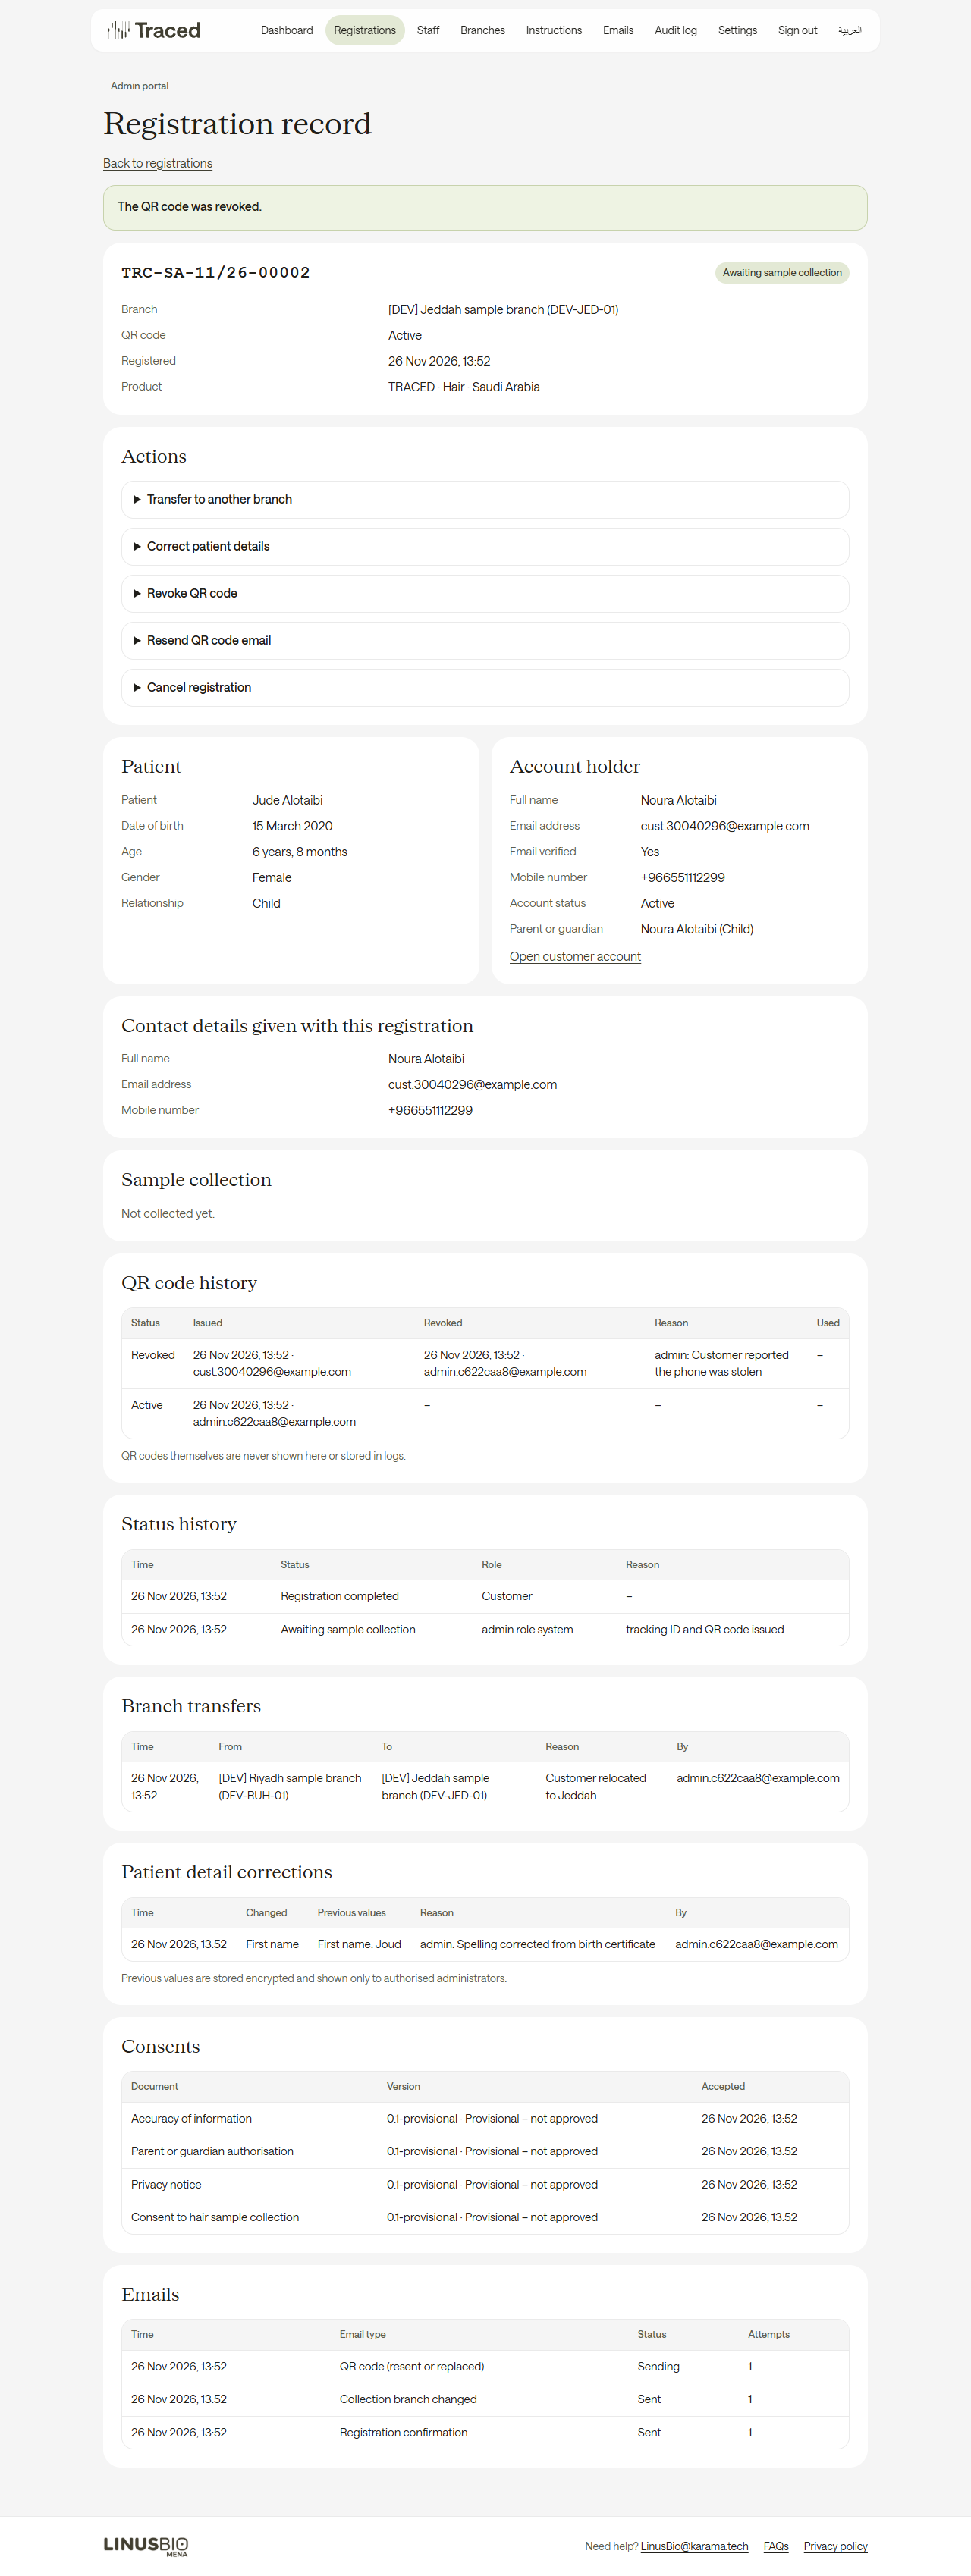 Traced
Dashboard Registrations Staff Branches Instructions Emails Audit log Settings Sign out العربية
Admin portal
Registration record
Back to registrations
The QR code was revoked.
TRC-SA-11/26-00002 Awaiting sample collection
Branch [DEV] Jeddah sample branch (DEV-JED-01)
QR code Active
Registered 26 Nov 2026, 13:52
Product TRACED · Hair · Saudi Arabia
Actions
Transfer to another branch
Correct patient details
Revoke QR code
Resend QR code email
Cancel registration
Patient
Patient Jude Alotaibi
Date of birth 15 March 2020
Age 6 years, 8 months
Gender Female
Relationship Child
Account holder
Full name Noura Alotaibi
Email address cust.30040296@example.com
Email verified Yes
Mobile number +966551112299
Account status Active
Parent or guardian Noura Alotaibi (Child)
Open customer account
Contact details given with this registration
Full name Noura Alotaibi
Email address cust.30040296@example.com
Mobile number +966551112299
Sample collection
Not collected yet.
QR code history
Status Issued Revoked Reason Used
Revoked 26 Nov 2026, 13:52 · 26 Nov 2026, 13:52 · admin: Customer reported –
cust.30040296@example.com admin.c622caa8@example.com the phone was stolen
Active 26 Nov 2026, 13:52 · – – –
admin.c622caa8@example.com
QR codes themselves are never shown here or stored in logs.
Status history
Time Status Role Reason
26 Nov 2026, 13:52 Registration completed Customer –
26 Nov 2026, 13:52 Awaiting sample collection admin.role.system tracking ID and QR code issued
Branch transfers
Time From To Reason By
26 Nov 2026, [DEV] Riyadh sample branch [DEV] Jeddah sample Customer relocated admin.c622caa8@example.com
13:52 (DEV-RUH-01) branch (DEV-JED-01) to Jeddah
Patient detail corrections
Time Changed Previous values Reason By
26 Nov 2026, 13:52 First name First name: Joud admin: Spelling corrected from birth certificate admin.c622caa8@example.com
Previous values are stored encrypted and shown only to authorised administrators.
Consents
Document Version Accepted
Accuracy of information 0.1-provisional · Provisional – not approved 26 Nov 2026, 13:52
Parent or guardian authorisation 0.1-provisional · Provisional – not approved 26 Nov 2026, 13:52
Privacy notice 0.1-provisional · Provisional – not approved 26 Nov 2026, 13:52
Consent to hair sample collection 0.1-provisional · Provisional – not approved 26 Nov 2026, 13:52
Emails
Time Email type Status Attempts
26 Nov 2026, 13:52 QR code (resent or replaced) Sending 1
26 Nov 2026, 13:52 Collection branch changed Sent 1
26 Nov 2026, 13:52 Registration confirmation Sent 1
LINUSBIO
MENA
Need help? LinusBio@karama.tech FAQs Privacy policy